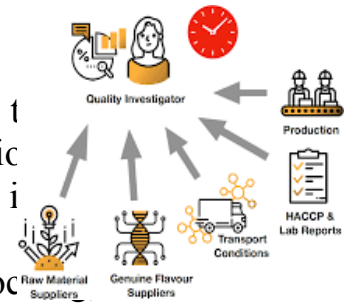 Quality Investigator
Production
HACCP &
Lab Reports
Transport
Conditions
Raw Material
Suppliers
Genuine Flavour
Suppliers
%